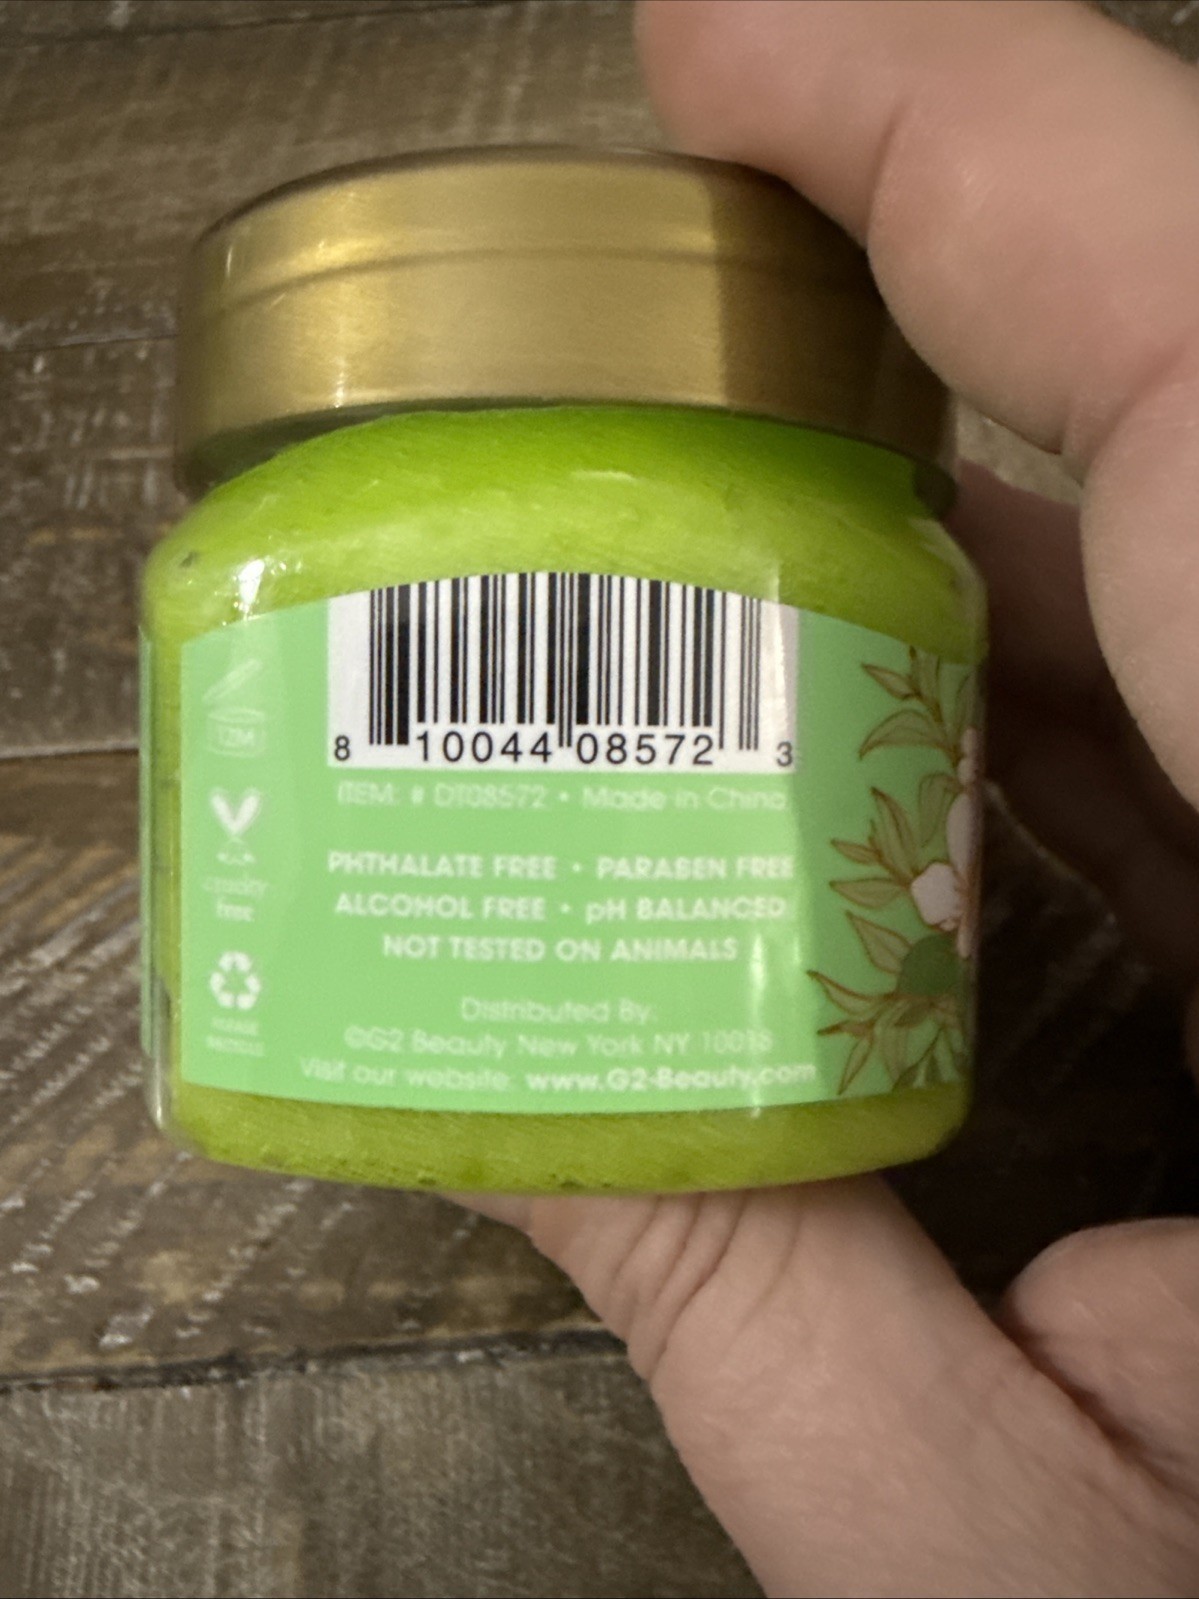 8 10044 08572 3
12M
ITEM: # DT08572 • Made in China
PHTHALATE FREE • PARABEN FREE
cruelty
free
ALCOHOL FREE • pH BALANCED
NOT TESTED ON ANIMALS
PLEASE
RECYCLE
Distributed By:
©G2 Beauty New York NY 10018
Visit our website: www.G2-Beauty.com